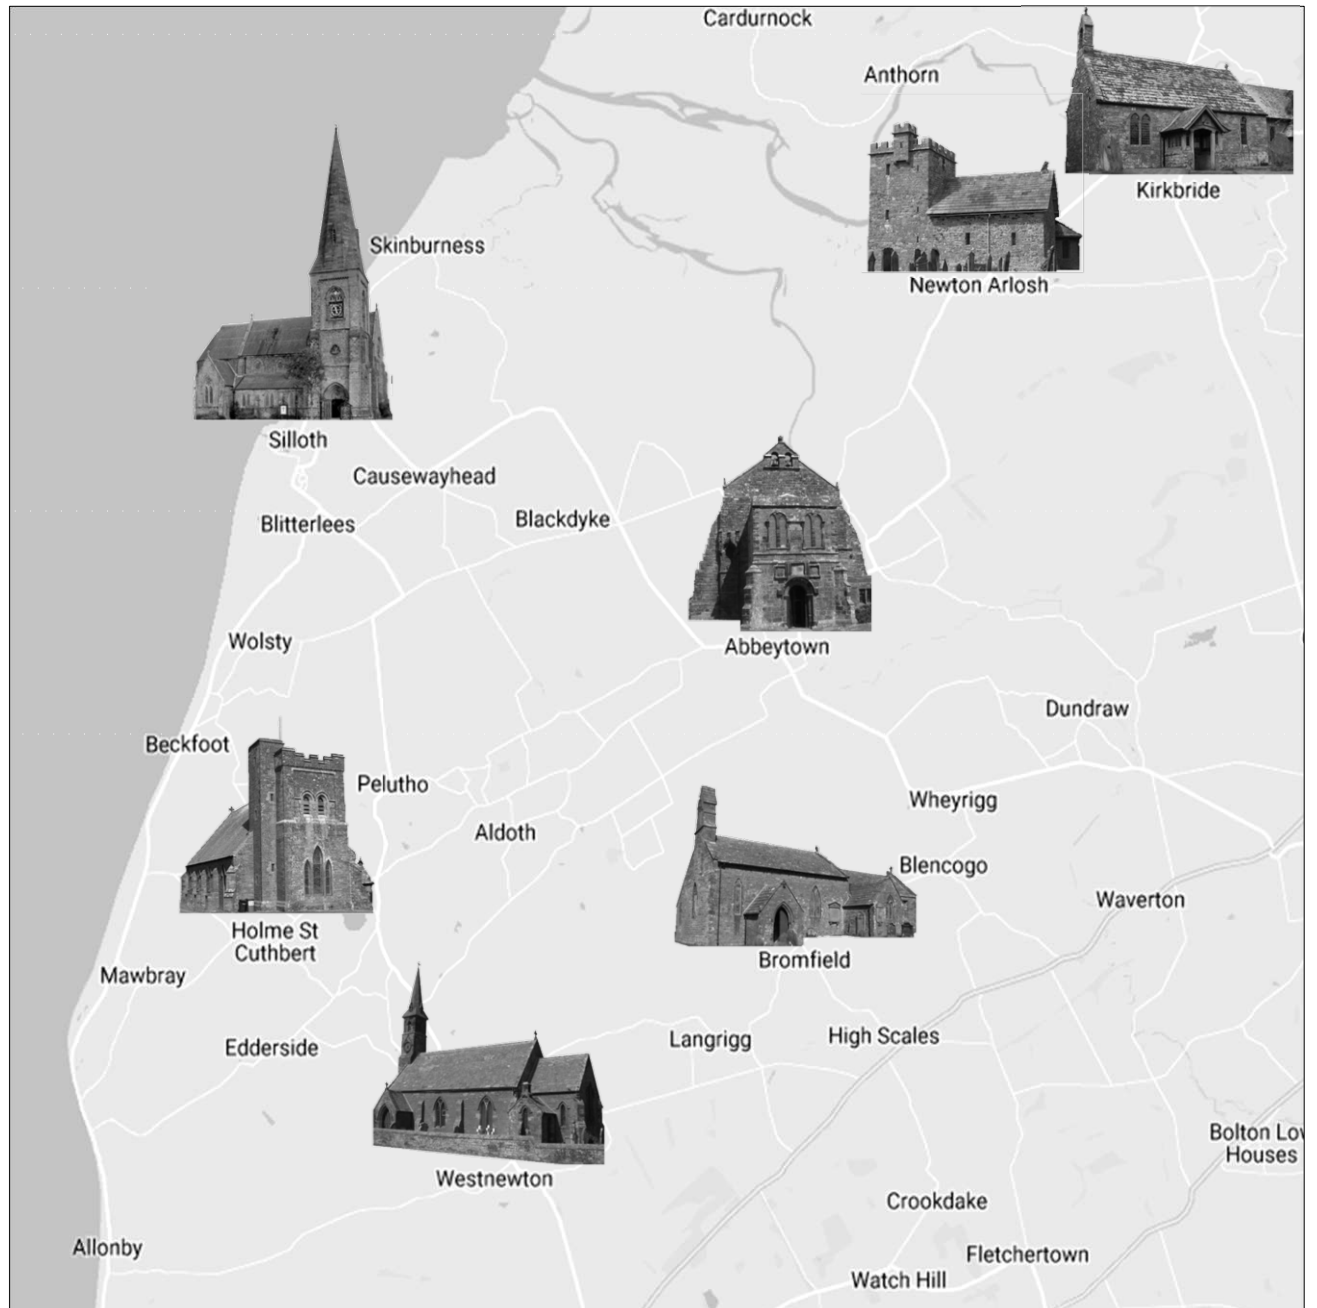 Cardurnock
Anthorn
Kirkbride
Skinburness
Newton Arlosh
Silloth
Causewayhead
Blitterlees
Blackdyke
Wolsty
Abbeytown
Dundraw
Beckfoot
Pelutho
Wheyrigg
Aldoth
Blencogo
Waverton
Holme St
Cuthbert
Bromfield
Mawbray
Edderside
Langrigg
High Scales
Bolton Lo
Houses
Westnewton
Crookdake
Allonby
Fletchertown
Watch Hill